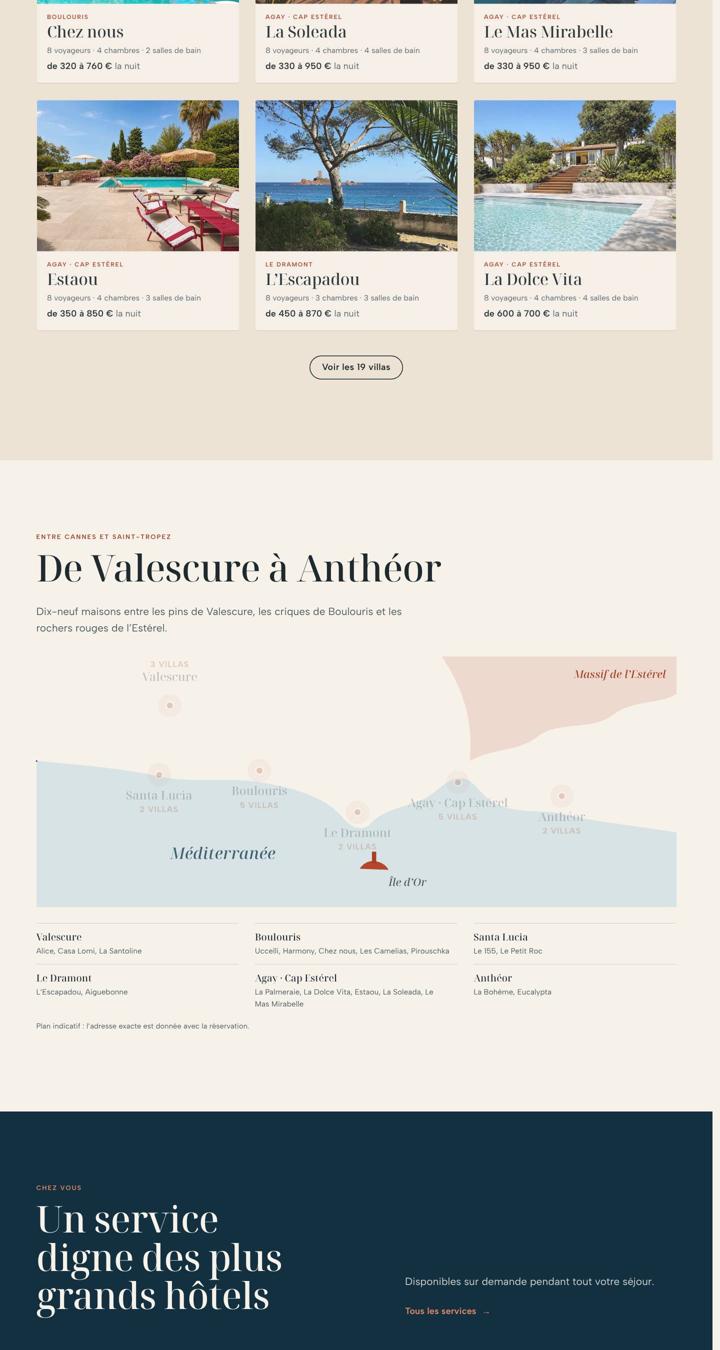 BOULOURIS
Chez nous
8 voyageurs · 4 chambres · 2 salles de bain
de 320 à 760 € la nuit
AGAY · CAP ESTÉREL
La Soleada
8 voyageurs · 4 chambres · 4 salles de bain
de 330 à 950 € la nuit
AGAY · CAP ESTÉREL
Le Mas Mirabelle
8 voyageurs · 4 chambres · 3 salles de bain
de 330 à 950 € la nuit
AGAY · CAP ESTÉREL
Estaou
8 voyageurs · 4 chambres · 3 salles de bain
de 350 à 850 € la nuit
LE DRAMONT
L'Escapadou
8 voyageurs · 3 chambres · 3 salles de bain
de 450 à 870 € la nuit
AGAY · CAP ESTÉREL
La Dolce Vita
8 voyageurs · 4 chambres · 4 salles de bain
de 600 à 700 € la nuit
Voir les 19 villas
ENTRE CANNES ET SAINT-TROPEZ
De Valescure à Anthéor
Dix-neuf maisons entre les pins de Valescure, les criques de Boulouris et les
rochers rouges de l'Estérel.
3 VILLAS
Valescure
Massif de l'Estérel
Santa Lucia
2 VILLAS
Boulouris
5 VILLAS
Le Dramont
2 VILLAS
Agay · Cap Estérel
5 VILLAS
Anthéor
2 VILLAS
Méditerranée
Île d'Or
Valescure
Alice, Casa Lomi, La Santoline
Boulouris
Uccelli, Harmony, Chez nous, Les Camelias, Pirouschka
Santa Lucia
Le 155, Le Petit Roc
Le Dramont
L'Escapadou, Aiguebonne
Agay · Cap Estérel
La Palmeraie, La Dolce Vita, Estaou, La Soleada, Le
Mas Mirabelle
Anthéor
La Bohème, Eucalypta
Plan indicatif : l'adresse exacte est donnée avec la réservation.
CHEZ VOUS
Un service
digne des plus
grands hôtels
Disponibles sur demande pendant tout votre séjour.
Tous les services →